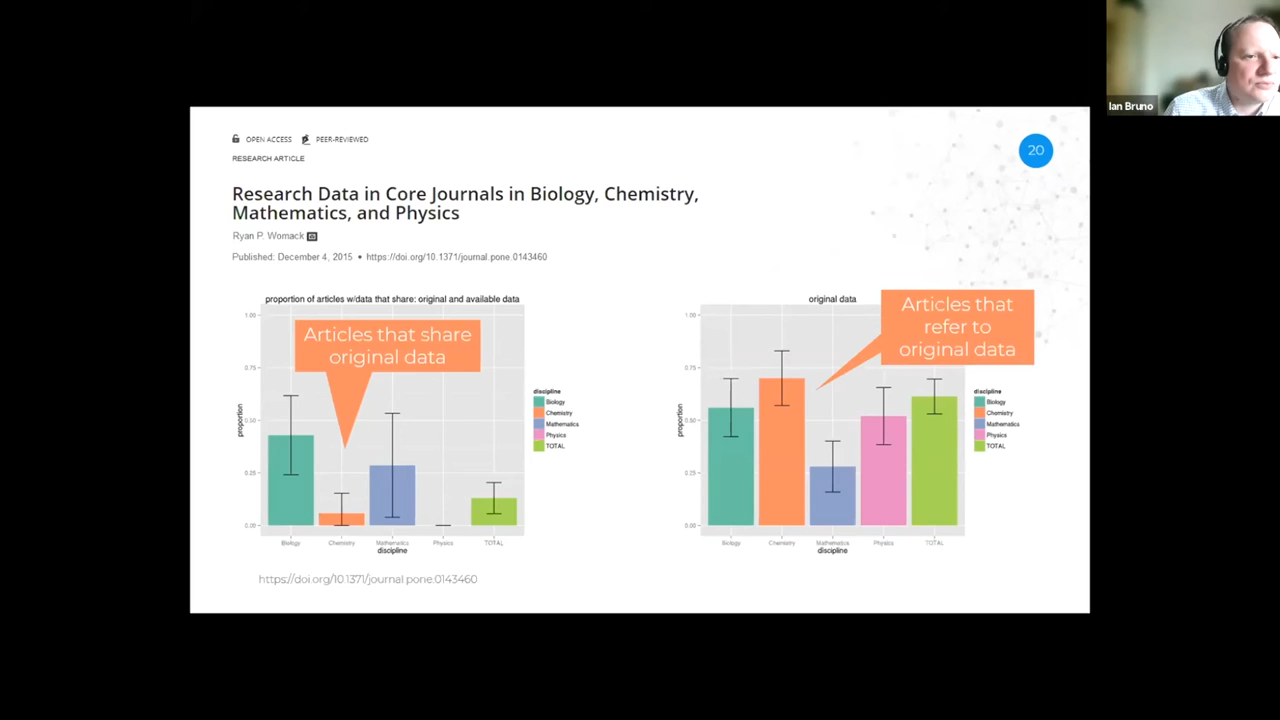 Ian Bruno
OPEN ACCESS PEER-REVIEWED
20
RESEARCH ARTICLE
Research Data in Core Journals in Biology, Chemistry,
Mathematics, and Physics
Ryan P. Womack
Published: December 4, 2015 • https://doi.org/10.1371/journal.pone.0143460
proportion of articles w/data that share: original and available data
Articles that share
original data
1.00
0.75
0.50
0.25
0.00
proportion
Biology Chemistry Mathematics Physics TOTAL
discipline
discipline
Biology
Chemistry
Mathematics
Physics
TOTAL
original data
Articles that
refer to
original data
1.00
0.75
0.50
0.25
0.00
proportion
Biology Chemistry Mathematics Physics TOTAL
discipline
discipline
Biology
Chemistry
Mathematics
Physics
TOTAL
https://doi.org/10.1371/journal.pone.0143460